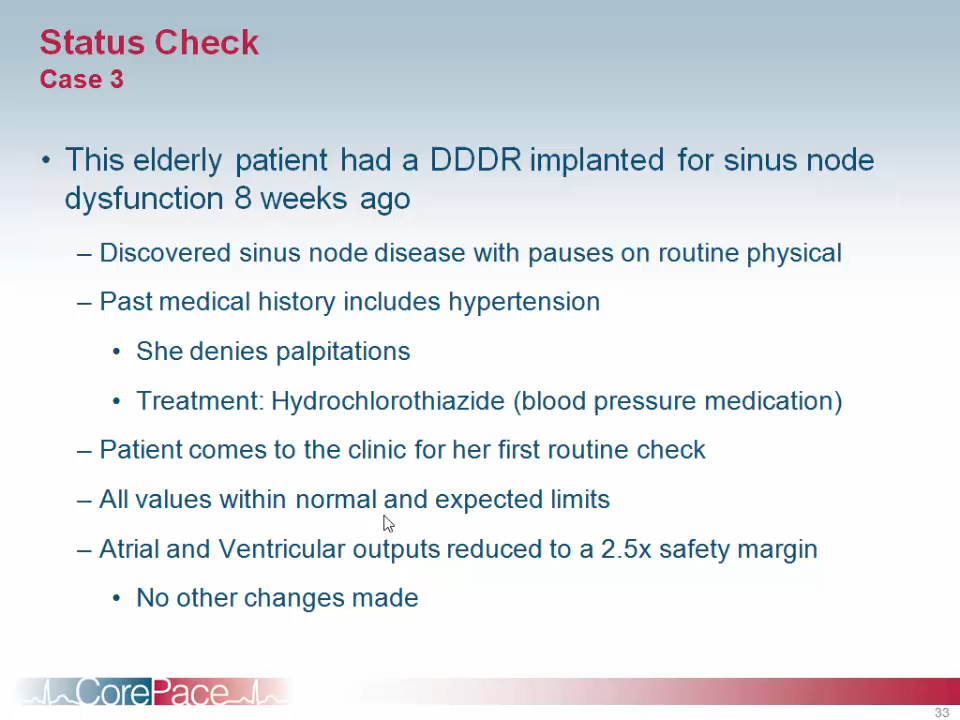 Status Check
Case 3
• This elderly patient had a DDDR implanted for sinus node
dysfunction 8 weeks ago
– Discovered sinus node disease with pauses on routine physical
– Past medical history includes hypertension
• She denies palpitations
• Treatment: Hydrochlorothiazide (blood pressure medication)
– Patient comes to the clinic for her first routine check
– All values within normal and expected limits
– Atrial and Ventricular outputs reduced to a 2.5x safety margin
• No other changes made
CorePace
33